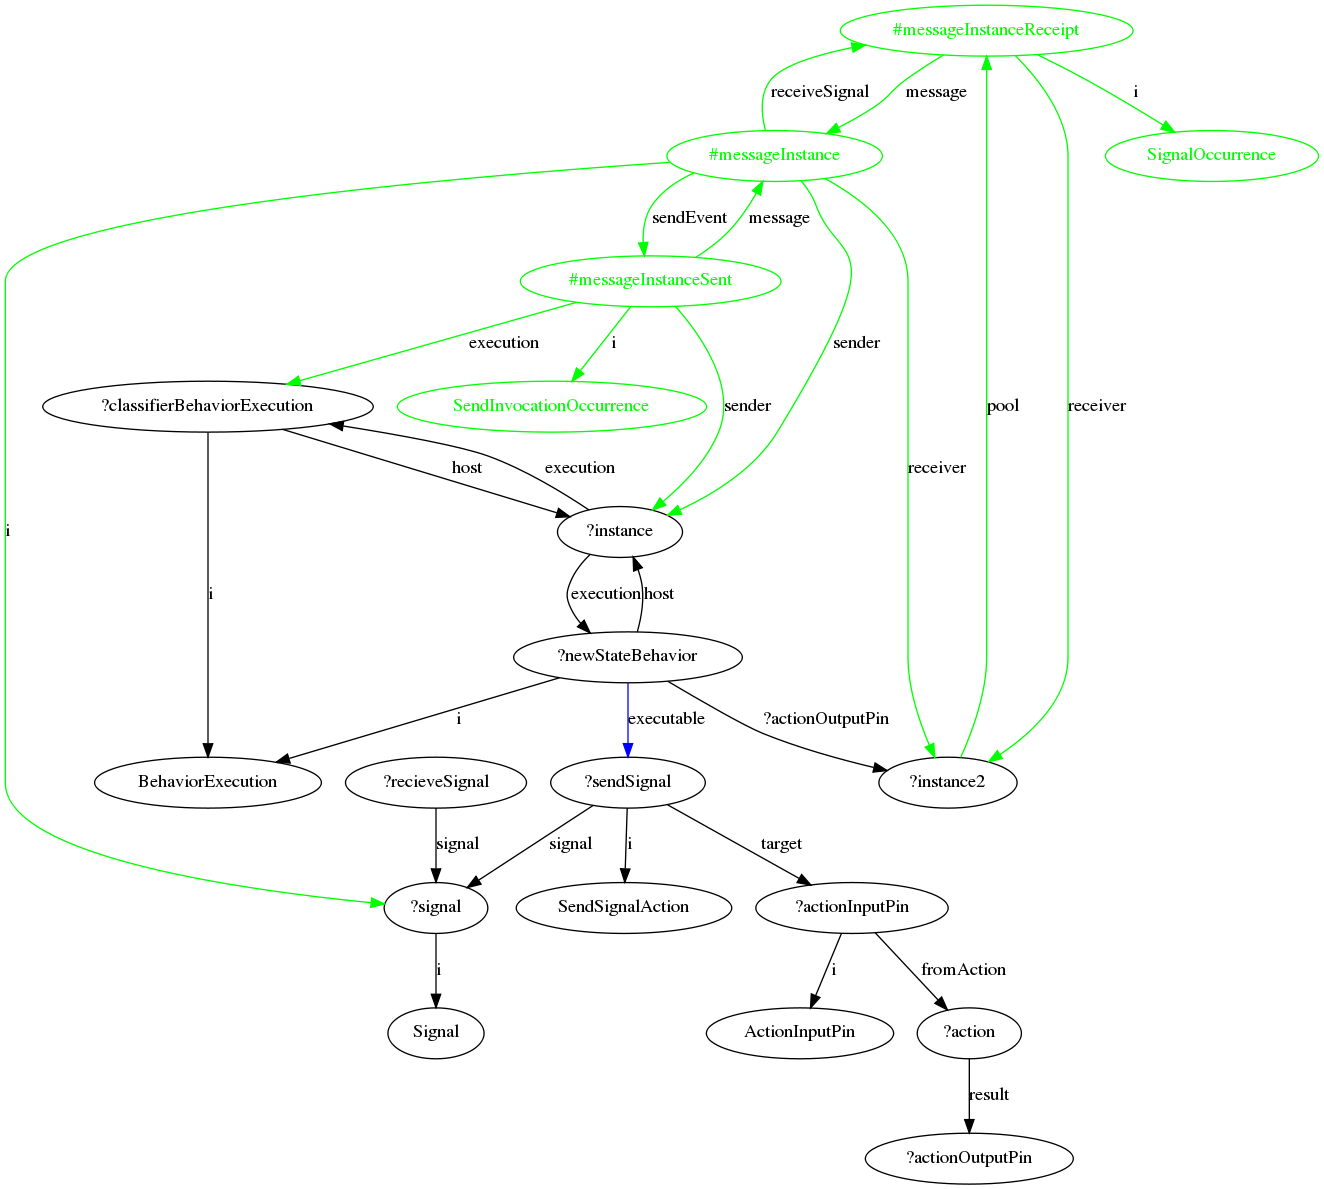 #messageInstanceReceipt
receiveSignal
message
i
#messageInstance
SignalOccurrence
sendEvent
message
#messageInstanceSent
execution
i
sender
?classifierBehaviorExecution
SendInvocationOccurrence
sender
pool
receiver
host
execution
receiver
i
?instance
i
execution
host
?newStateBehavior
i
executable
?actionOutputPin
BehaviorExecution
?recieveSignal
?sendSignal
?instance2
signal
signal
i
target
?signal
SendSignalAction
?actionInputPin
i
i
fromAction
Signal
ActionInputPin
?action
result
?actionOutputPin